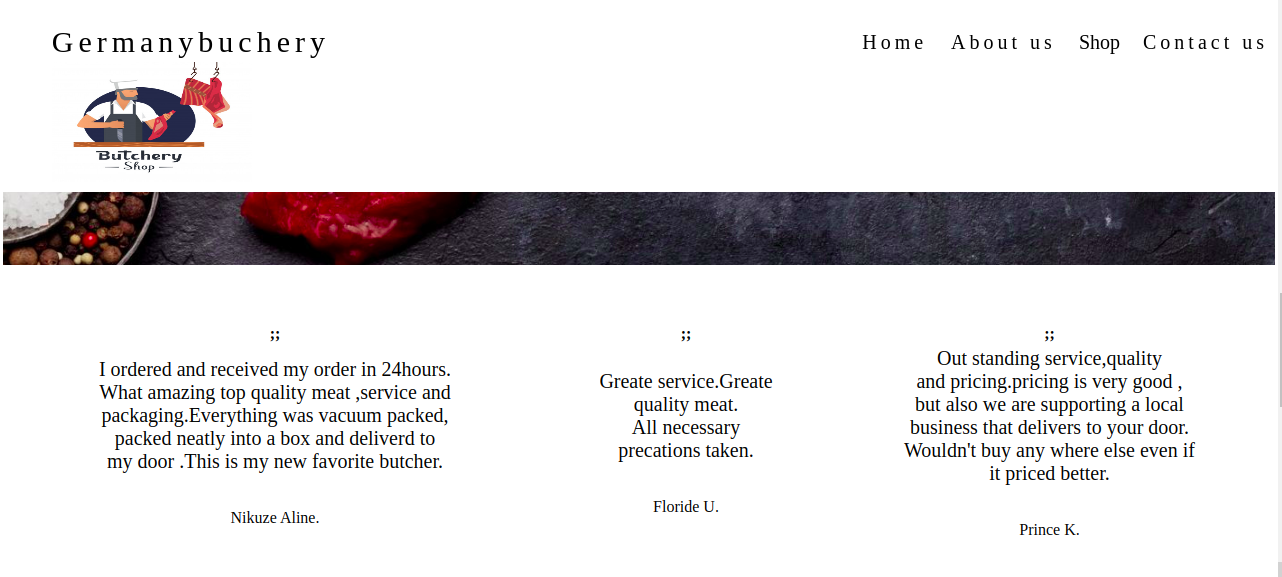 Germanybuchery
Home About us Shop Contact us
Butchery
Shop
;;
I ordered and received my order in 24hours.
What amazing top quality meat ,service and
packaging.Everything was vacuum packed,
packed neatly into a box and deliverd to
my door .This is my new favorite butcher.
Nikuze Aline.
;;
Greate service.Greate
quality meat.
All necessary
precations taken.
Floride U.
;;
Out standing service,quality
and pricing.pricing is very good ,
but also we are supporting a local
business that delivers to your door.
Wouldn't buy any where else even if
it priced better.
Prince K.